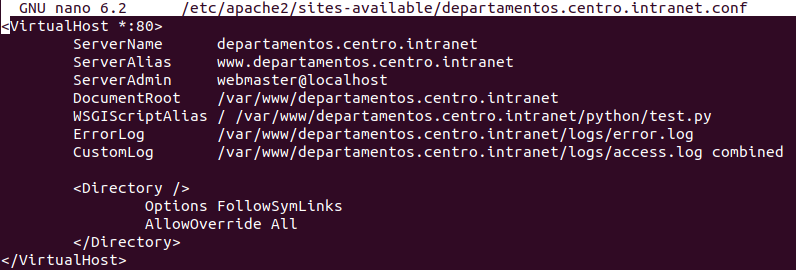 GNU nano 6.2 /etc/apache2/sites-available/departamentos.centro.intranet.conf
<VirtualHost *:80>
ServerName departamentos.centro.intranet
ServerAlias www.departamentos.centro.intranet
ServerAdmin webmaster@localhost
DocumentRoot /var/www/departamentos.centro.intranet
WSGIScriptAlias / /var/www/departamentos.centro.intranet/python/test.py
ErrorLog /var/www/departamentos.centro.intranet/logs/error.log
CustomLog /var/www/departamentos.centro.intranet/logs/access.log combined
<Directory />
Options FollowSymLinks
AllowOverride All
</Directory>
</VirtualHost>